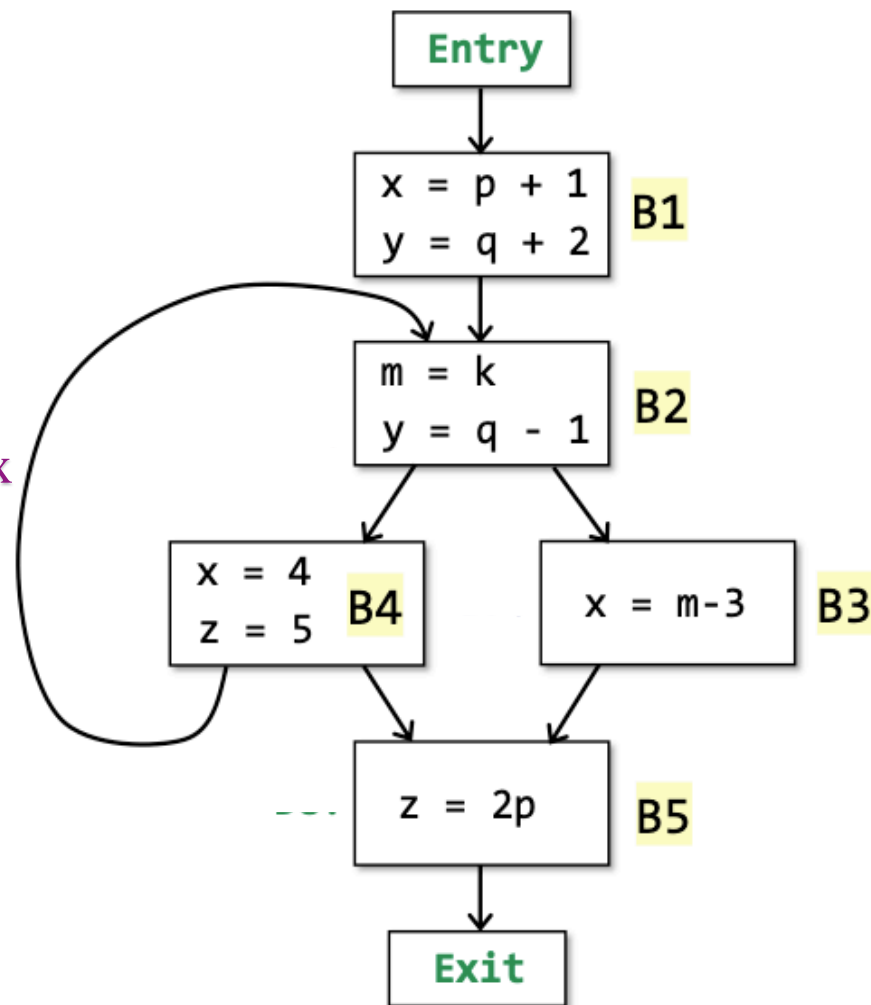 Entry
x = p + 1
y = q + 2
B1
m = k
y = q - 1
B2
x
x = 4
z = 5
B4
x = m-3
B3
z = 2p
B5
Exit